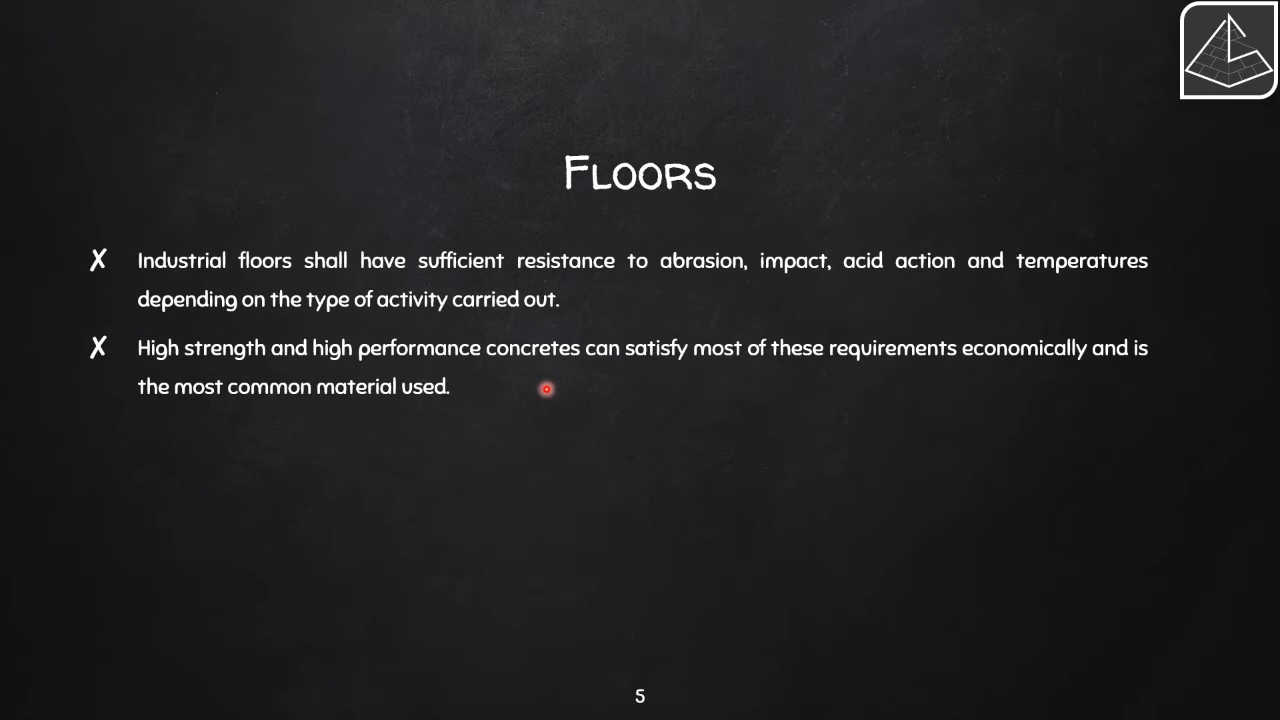 Floors
✗ Industrial floors shall have sufficient resistance to abrasion, impact, acid action and temperatures
depending on the type of activity carried out.
✗ High strength and high performance concretes can satisfy most of these requirements economically and is
the most common material used.
5